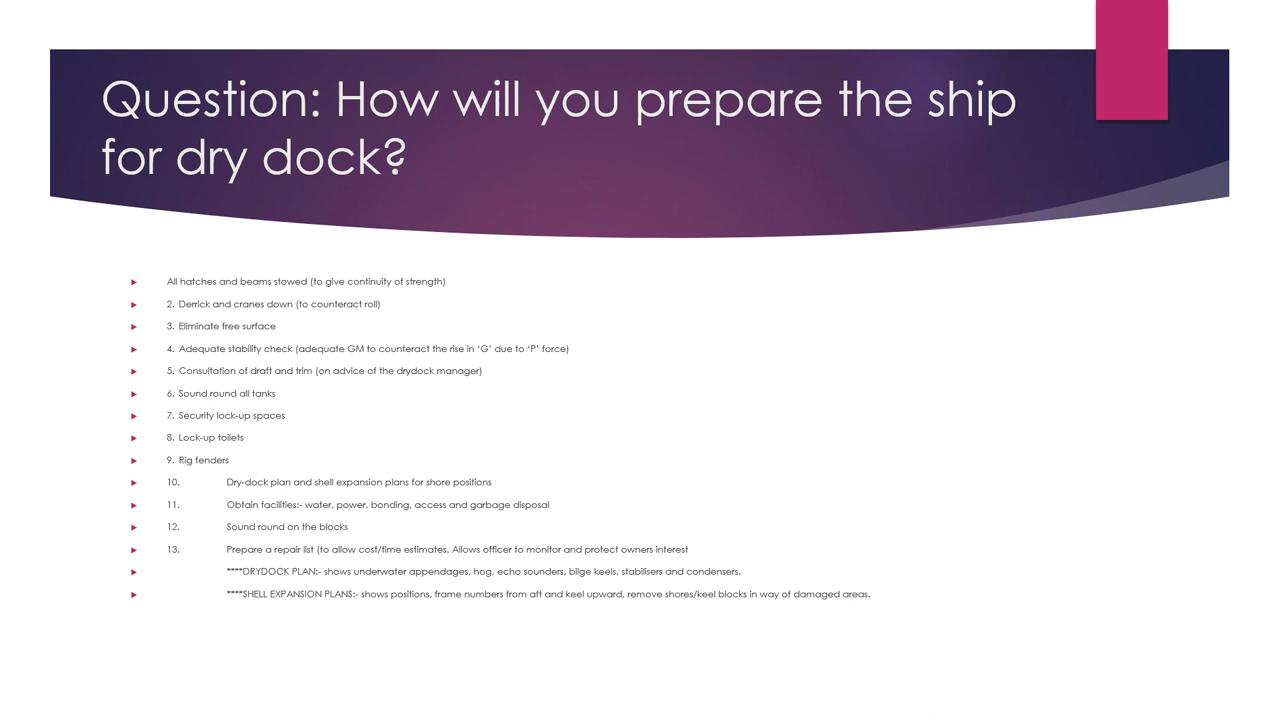 Question: How will you prepare the ship
for dry dock?
All hatches and beams stowed (to give continuity of strength)
2. Derrick and cranes down (to counteract roll)
3. Eliminate free surface
4. Adequate stability check (adequate GM to counteract the rise in ‘G’ due to ‘P’ force)
5. Consultation of draft and trim (on advice of the drydock manager)
6. Sound round all tanks
7. Security lock-up spaces
8. Lock-up toilets
9. Rig fenders
10. Dry-dock plan and shell expansion plans for shore positions
11. Obtain facilities:- water, power, bonding, access and garbage disposal
12. Sound round on the blocks
13. Prepare a repair list (to allow cost/time estimates. Allows officer to monitor and protect owners interest
****DRYDOCK PLAN:- shows underwater appendages, hog, echo sounders, bilge keels, stabilisers and condensers.
****SHELL EXPANSION PLANS:- shows positions, frame numbers from aft and keel upward, remove shores/keel blocks in way of damaged areas.